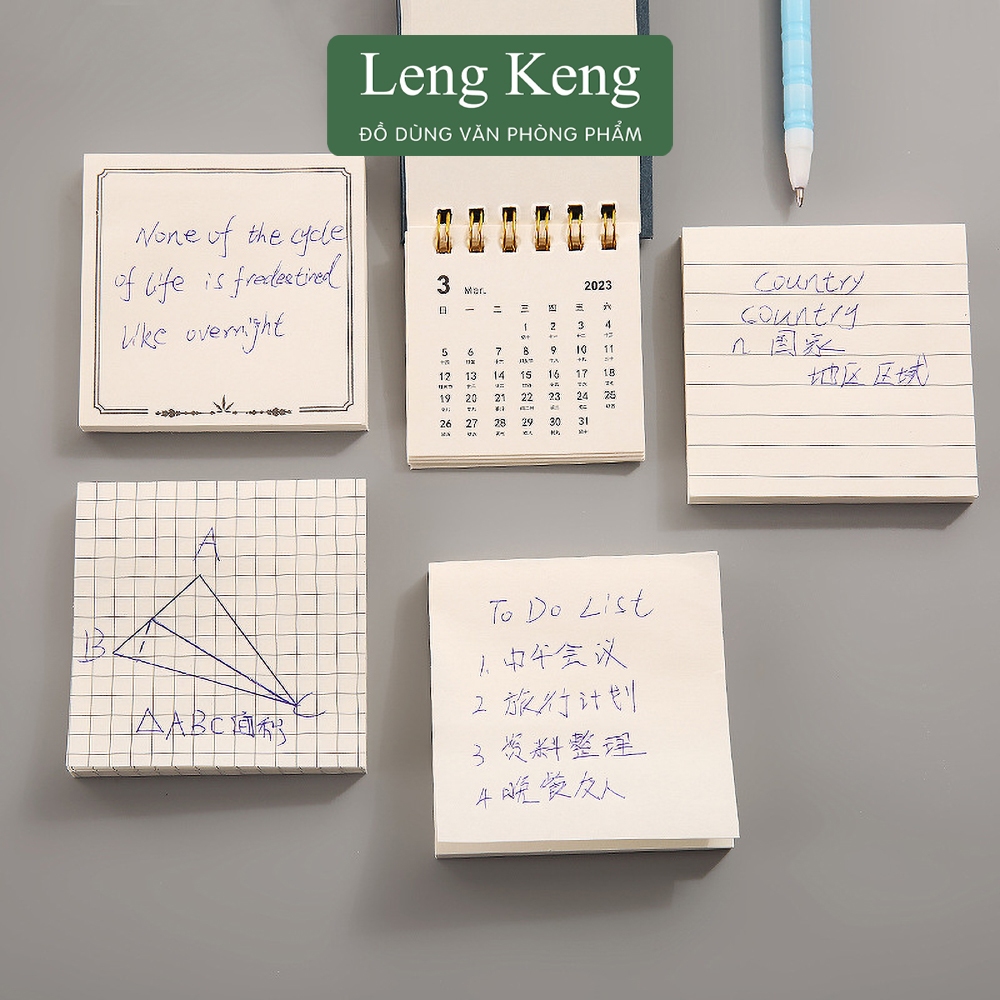 Leng Keng
ĐỒ DÙNG VĂN PHÒNG PHẨM
None of the cycle
of life is fredestined
like overnight
3 Mar. 2023
日 一 二 三 四 五 六
1 2 3 4
5 6 7 8 9 10 11
12 13 14 15 16 17 18
19 20 21 22 23 24 25
26 27 28 29 30 31
country
country
n 国家
地区 区域
A
B
C
△ABC面积
To Do List
1. 中午会议
2 旅行计划
3 资料整理
4 晚餐友人